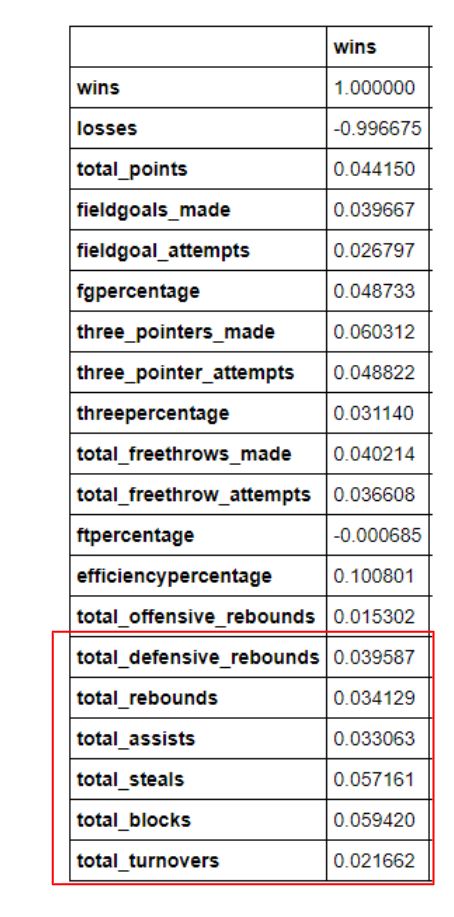 wins
wins 1.000000
losses -0.996675
total_points 0.044150
fieldgoals_made 0.039667
fieldgoal_attempts 0.026797
fgpercentage 0.048733
three_pointers_made 0.060312
three_pointer_attempts 0.048822
threepercentage 0.031140
total_freethrows_made 0.040214
total_freethrow_attempts 0.036608
ftpercentage -0.000685
efficiencypercentage 0.100801
total_offensive_rebounds 0.015302
total_defensive_rebounds 0.039587
total_rebounds 0.034129
total_assists 0.033063
total_steals 0.057161
total_blocks 0.059420
total_turnovers 0.021662